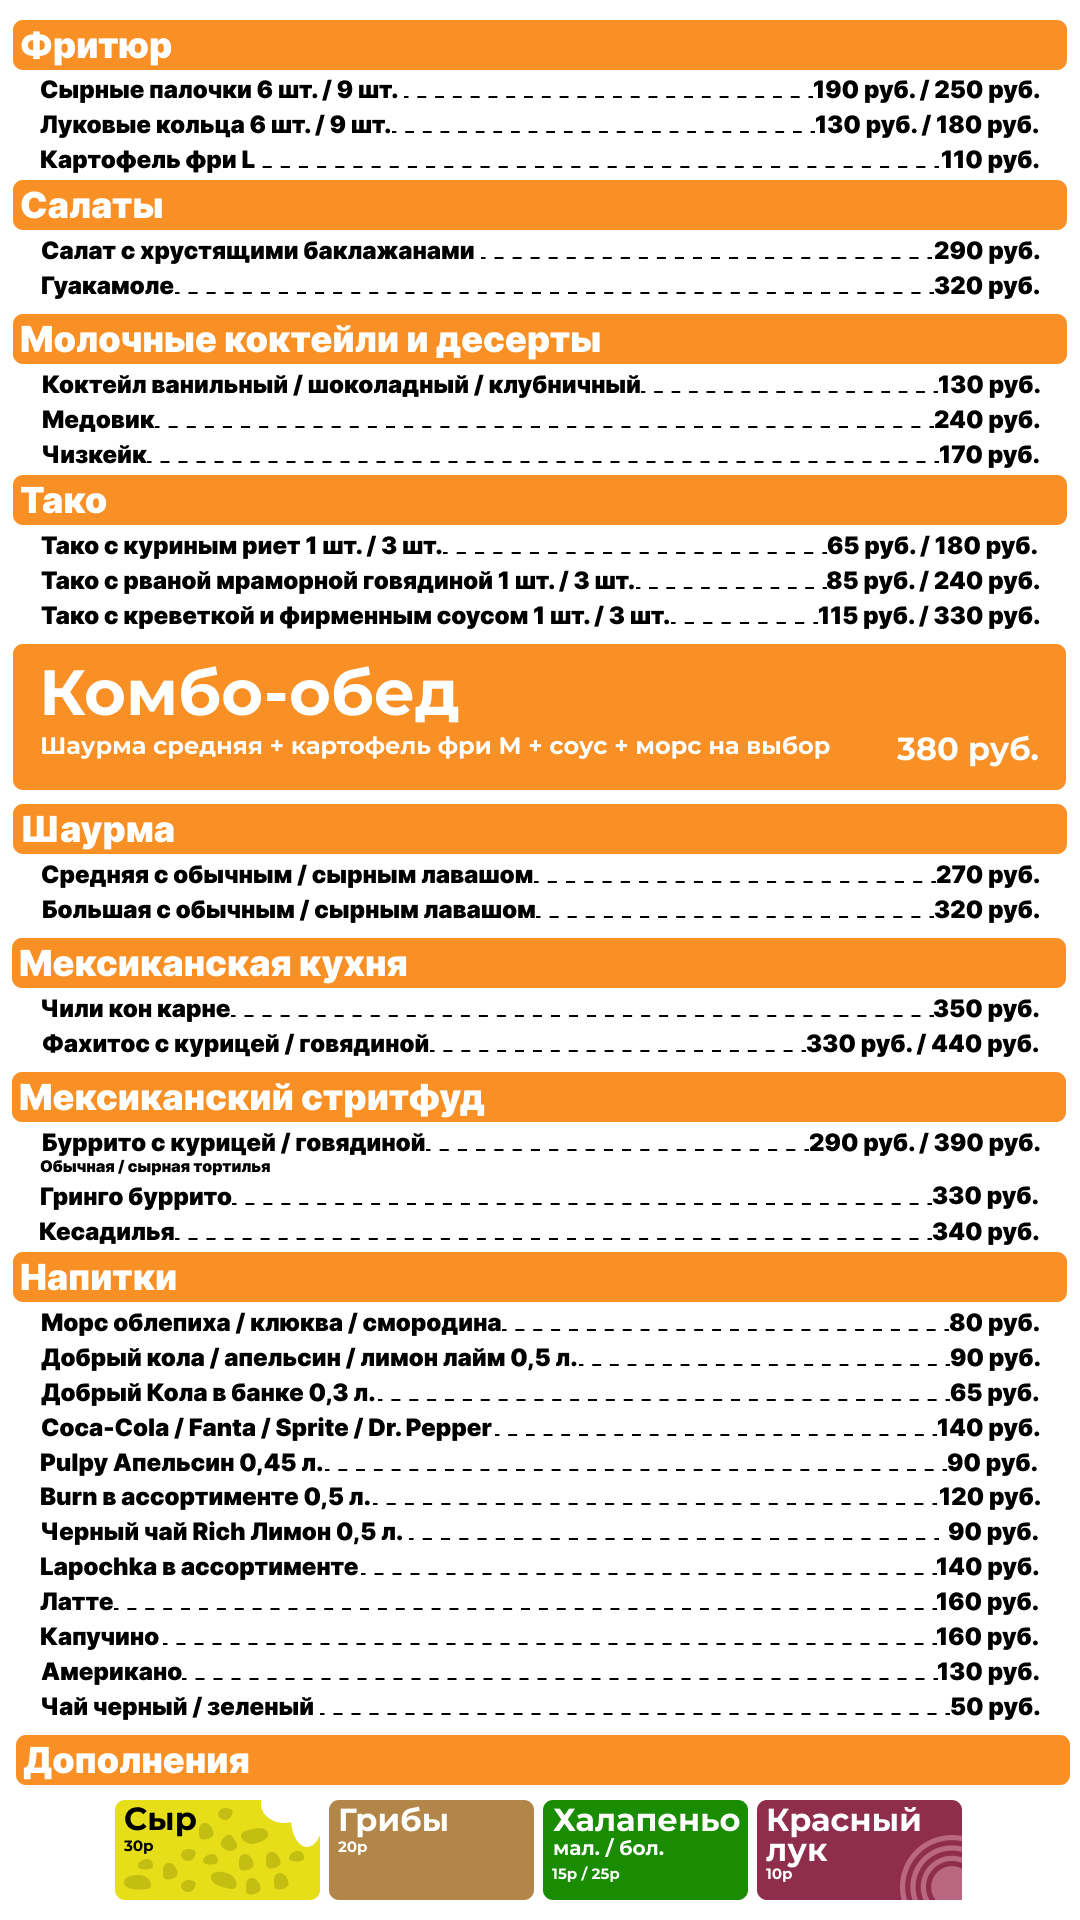 Фритюр
Сырные палочки 6 шт. / 9 шт. 190 руб. / 250 руб.
Луковые кольца 6 шт. / 9 шт. 130 руб. / 180 руб.
Картофель фри L 110 руб.
Салаты
Салат с хрустящими баклажанами 290 руб.
Гуакамоле 320 руб.
Молочные коктейли и десерты
Коктейл ванильный / шоколадный / клубничный 130 руб.
Медовик 240 руб.
Чизкейк 170 руб.
Тако
Тако с куриным риет 1 шт. / 3 шт. 65 руб. / 180 руб.
Тако с рваной мраморной говядиной 1 шт. / 3 шт. 85 руб. / 240 руб.
Тако с креветкой и фирменным соусом 1 шт. / 3 шт. 115 руб. / 330 руб.
Комбо-обед
Шаурма средняя + картофель фри М + соус + морс на выбор 380 руб.
Шаурма
Средняя с обычным / сырным лавашом 270 руб.
Большая с обычным / сырным лавашом 320 руб.
Мексиканская кухня
Чили кон карне 350 руб.
Фахитос с курицей / говядиной 330 руб. / 440 руб.
Мексиканский стритфуд
Буррито с курицей / говядиной 290 руб. / 390 руб.
Обычная / сырная тортилья
Гринго буррито 330 руб.
Кесадилья 340 руб.
Напитки
Морс облепиха / клюква / смородина 80 руб.
Добрый кола / апельсин / лимон лайм 0,5 л. 90 руб.
Добрый Кола в банке 0,3 л. 65 руб.
Coca-Cola / Fanta / Sprite / Dr. Pepper 140 руб.
Pulpy Апельсин 0,45 л. 90 руб.
Burn в ассортименте 0,5 л. 120 руб.
Черный чай Rich Лимон 0,5 л. 90 руб.
Lapochka в ассортименте 140 руб.
Латте 160 руб.
Капучино 160 руб.
Американо 130 руб.
Чай черный / зеленый 50 руб.
Дополнения
Сыр
30р
Грибы
20р
Халапеньо
мал. / бол.
15р / 25р
Красный
лук
10р